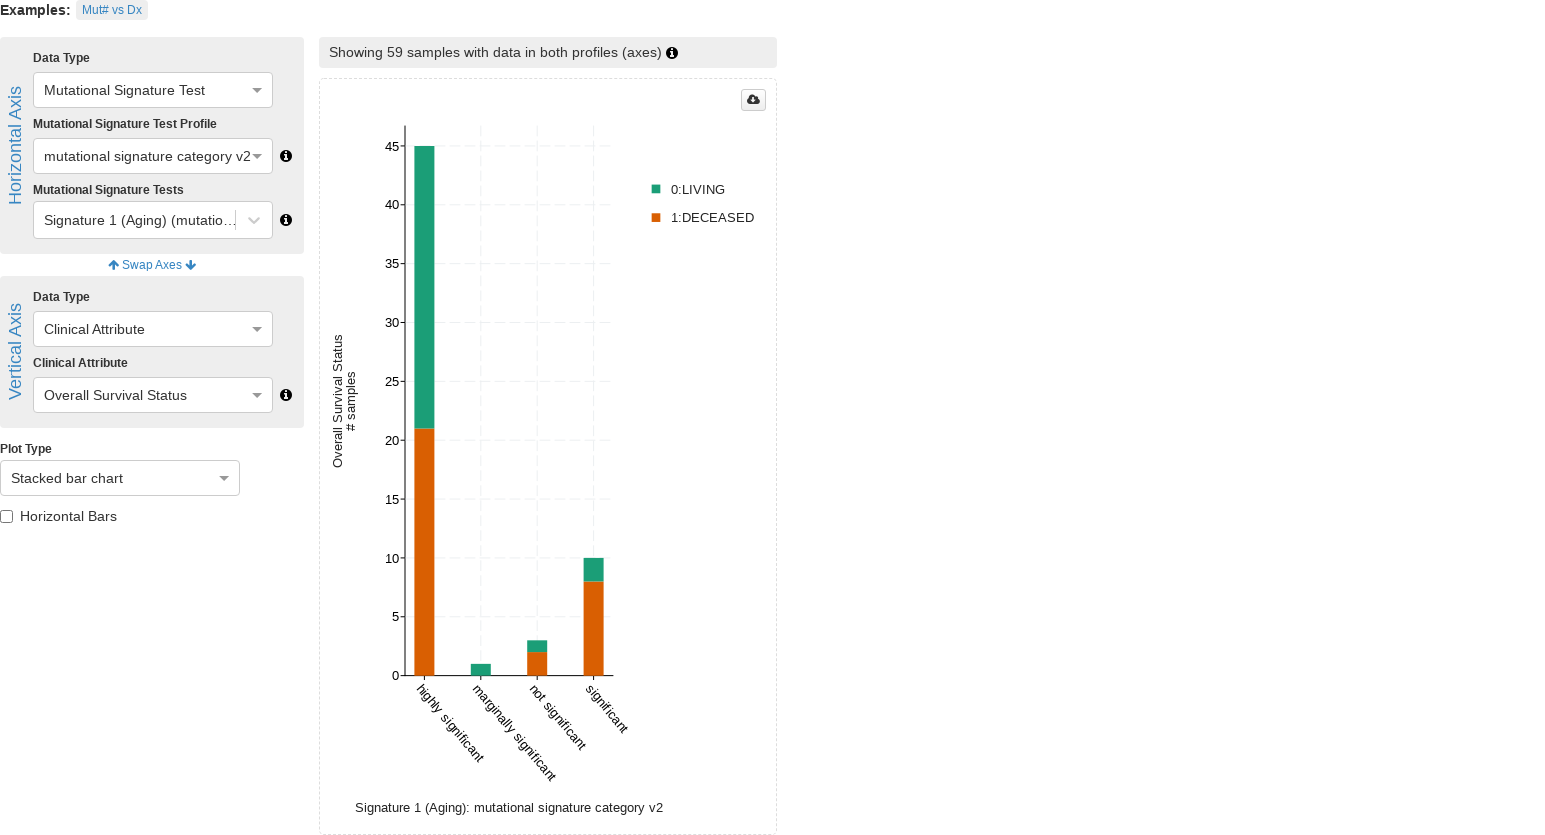 Examples: Mut# vs Dx
Horizontal Axis
Data Type
Mutational Signature Test
Mutational Signature Test Profile
mutational signature category v2
Mutational Signature Tests
Signature 1 (Aging) (mutatio…
Swap Axes
Vertical Axis
Data Type
Clinical Attribute
Clinical Attribute
Overall Survival Status
Plot Type
Stacked bar chart
Horizontal Bars
Showing 59 samples with data in both profiles (axes)
Overall Survival Status
# samples
45
40
35
30
25
20
15
10
5
0
0:LIVING
1:DECEASED
highly significant
marginally significant
not significant
significant
Signature 1 (Aging): mutational signature category v2